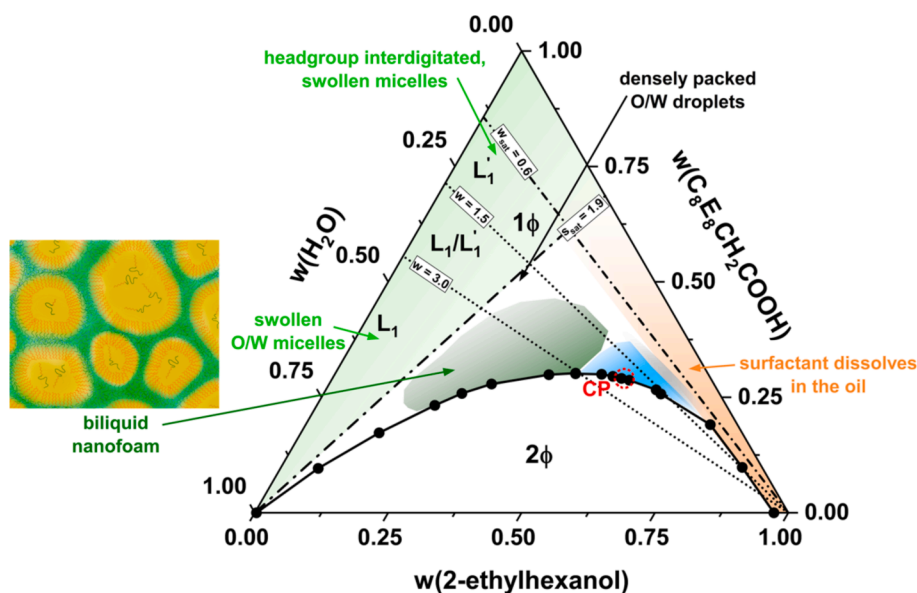 0.00
1.00
headgroup interdigitated,
swollen micelles
densely packed
O/W droplets
0.25
w_sat = 0.6
0.75
w(C₈E₈CH₂COOH)
L₁'
w = 1.5
1ϕ
s_sat = 1.9
w(H₂O)
0.50
L₁/L₁'
w = 3.0
0.50
swollen
O/W micelles
L₁
0.75
surfactant dissolves
in the oil
CP
0.25
biliquid
nanofoam
2ϕ
1.00
0.00
0.00
0.25
0.50
0.75
1.00
w(2-ethylhexanol)